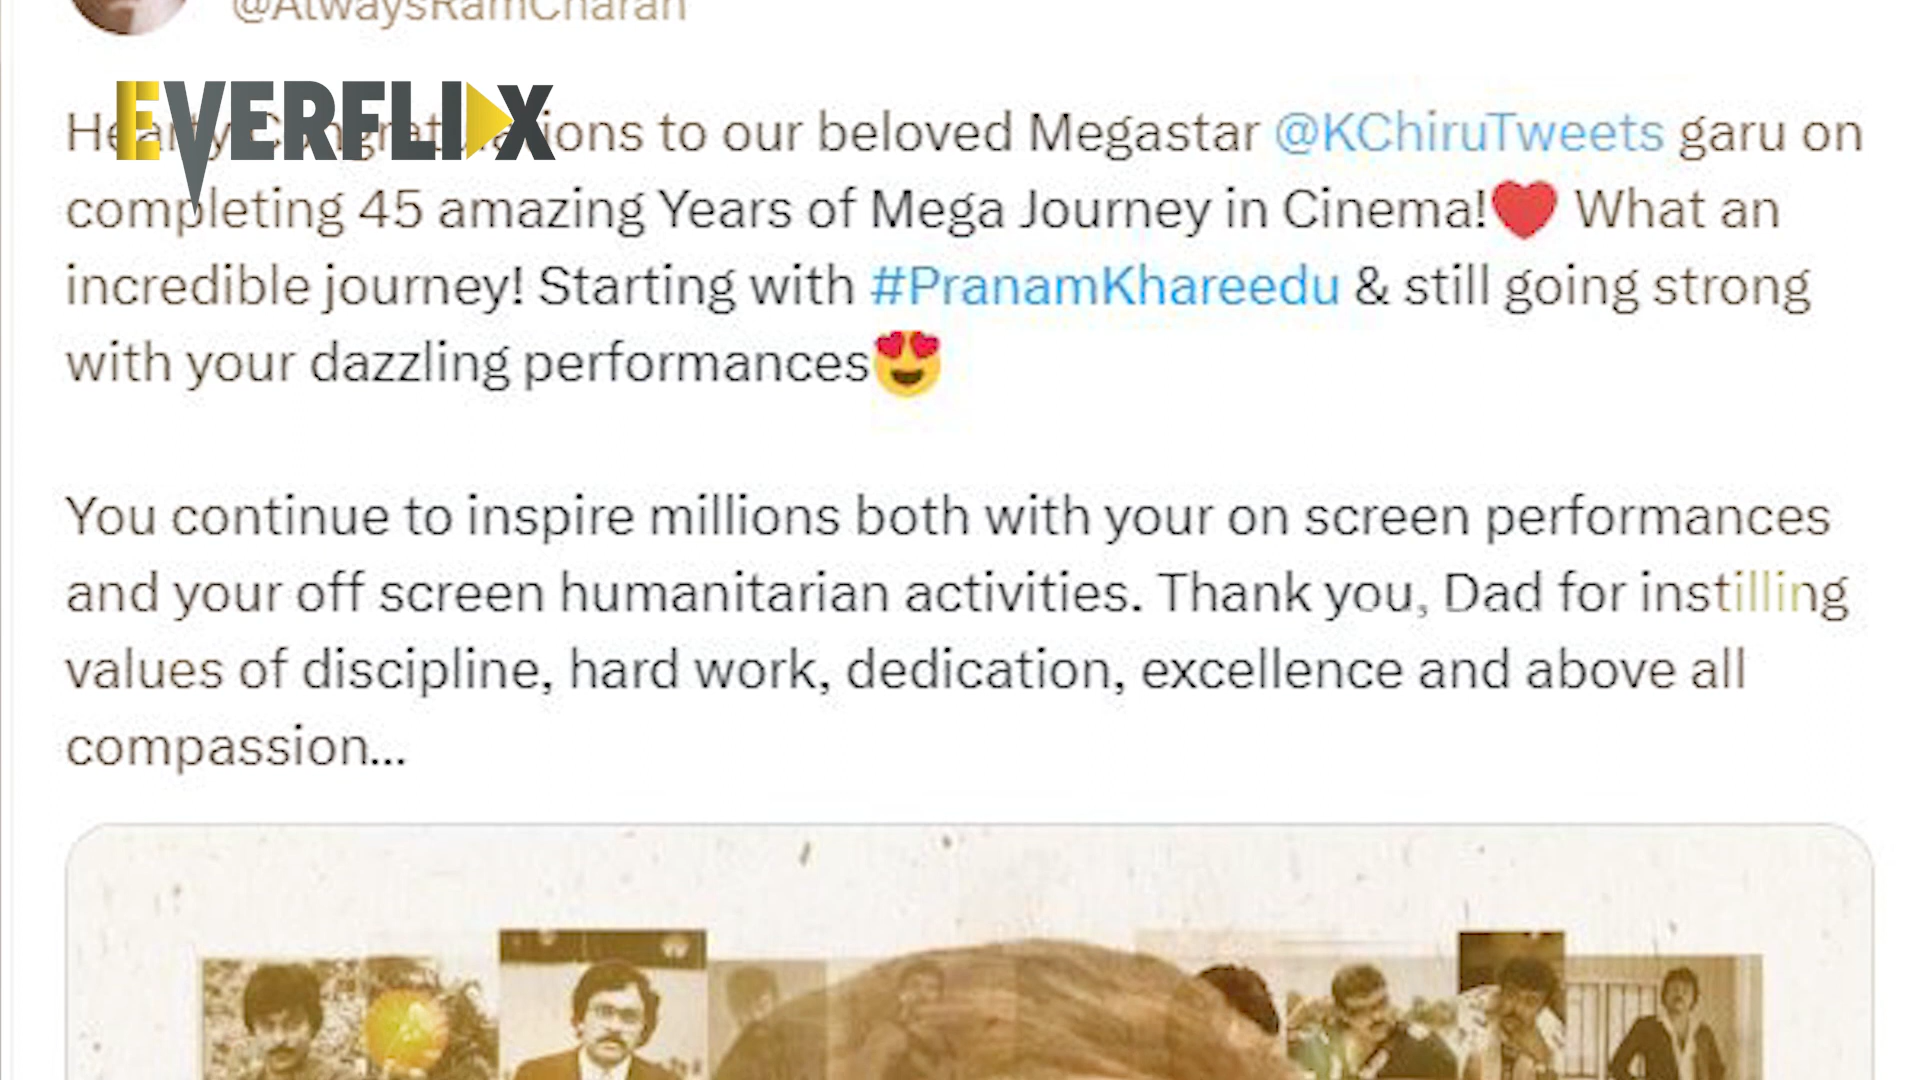 @AlwaysRamCharan
EVERFLIX
Hearty Congratulations to our beloved Megastar @KChiruTweets garu on
completing 45 amazing Years of Mega Journey in Cinema!❤️ What an
incredible journey! Starting with #PranamKhareedu & still going strong
with your dazzling performances😍
You continue to inspire millions both with your on screen performances
and your off screen humanitarian activities. Thank you, Dad for instilling
values of discipline, hard work, dedication, excellence and above all
compassion...